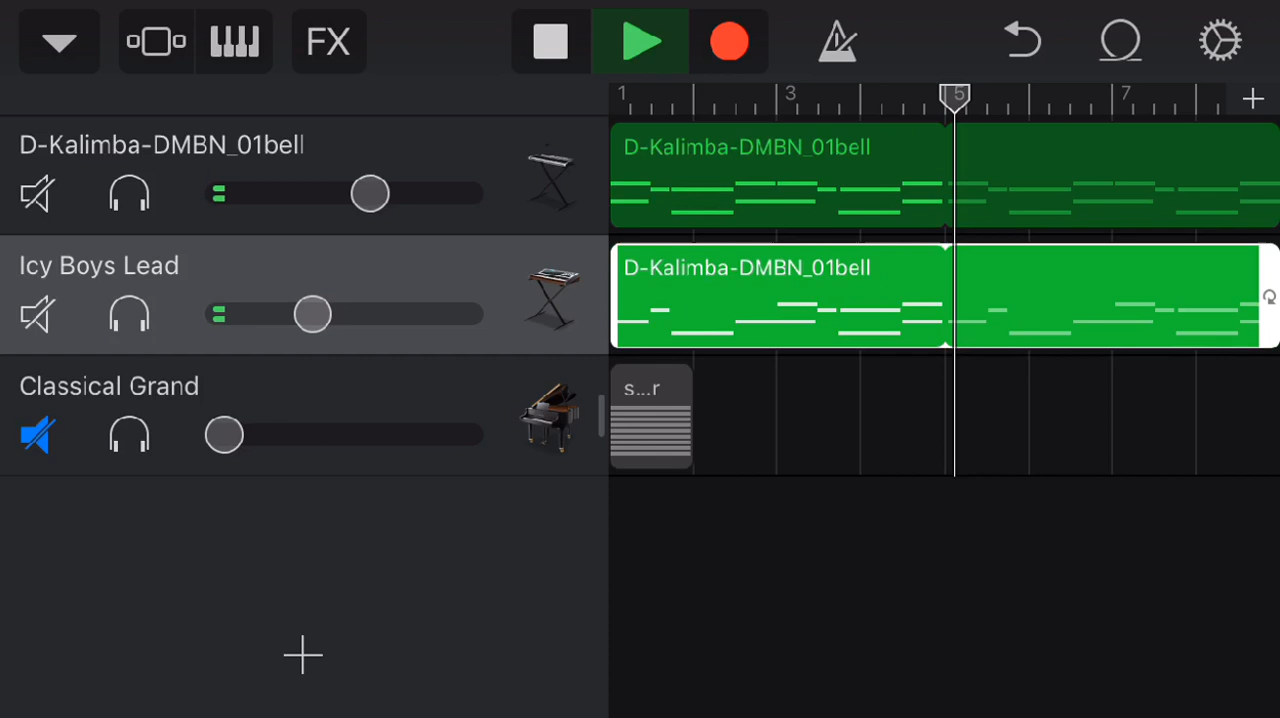 FX
1 3 5 7
D-Kalimba-DMBN_01bell
D-Kalimba-DMBN_01bell
Icy Boys Lead
D-Kalimba-DMBN_01bell
Classical Grand
s...r